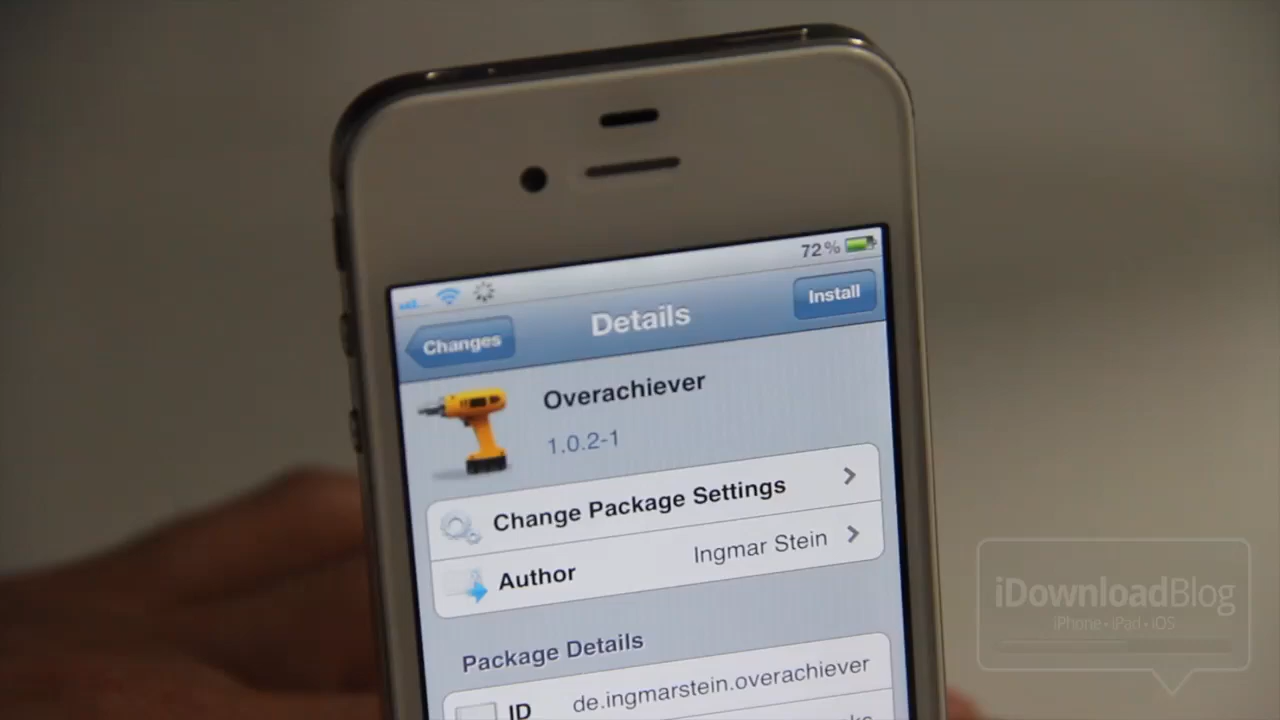 72%
Changes
Details
Install
Overachiever
1.0.2-1
Change Package Settings
Author Ingmar Stein
Package Details
ID de.ingmarstein.overachiever
iDownloadBlog
iPhone • iPad • iOS